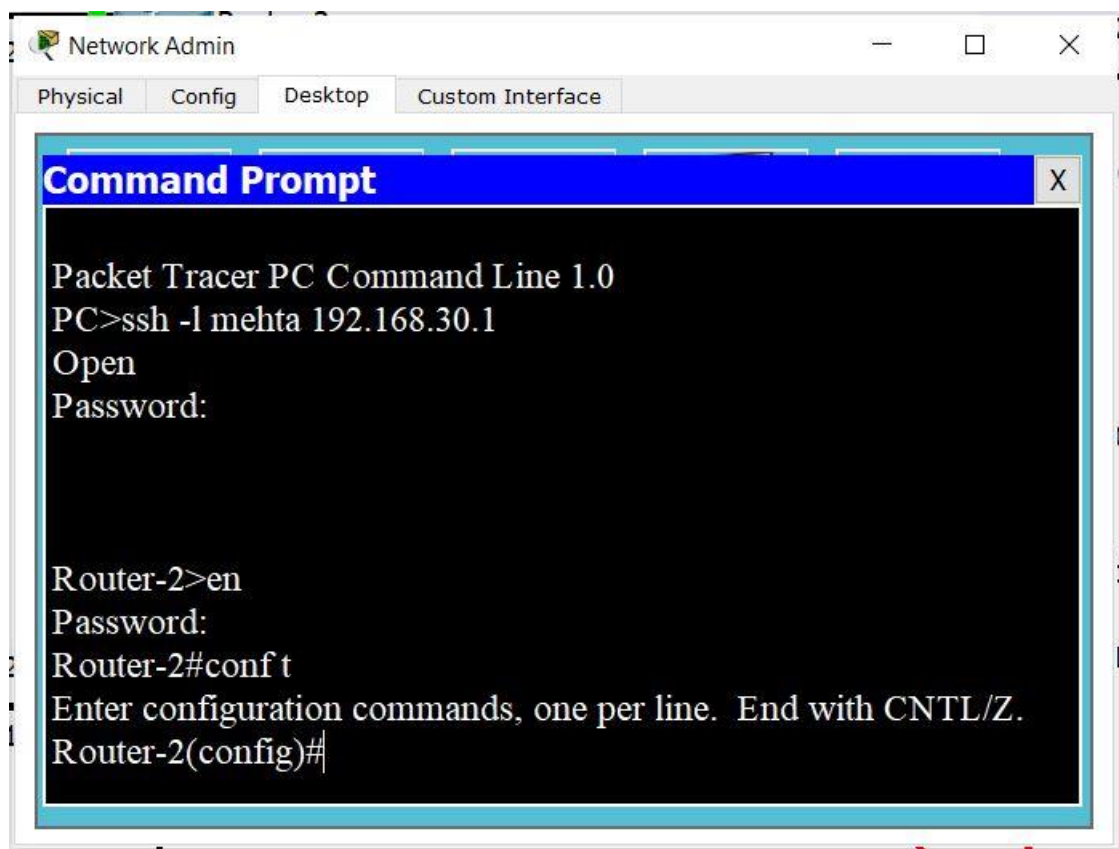 Network Admin
Physical Config Desktop Custom Interface
Command Prompt X
Packet Tracer PC Command Line 1.0
PC>ssh -l mehta 192.168.30.1
Open
Password:
Router-2>en
Password:
Router-2#conf t
Enter configuration commands, one per line.  End with CNTL/Z.
Router-2(config)#